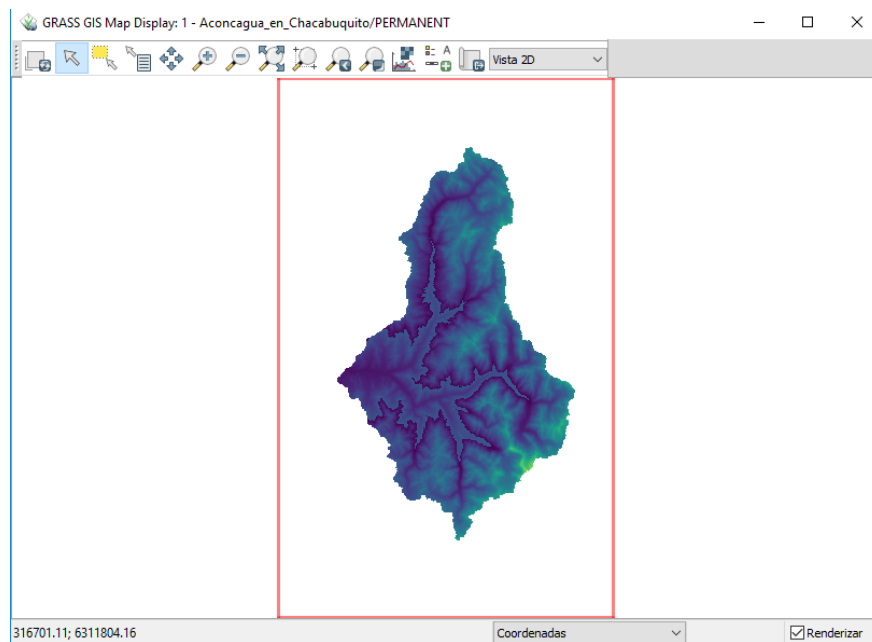 GRASS GIS Map Display: 1 - Aconcagua_en_Chacabuquito/PERMANENT
Vista 2D
316701.11; 6311804.16
Coordenadas
Renderizar